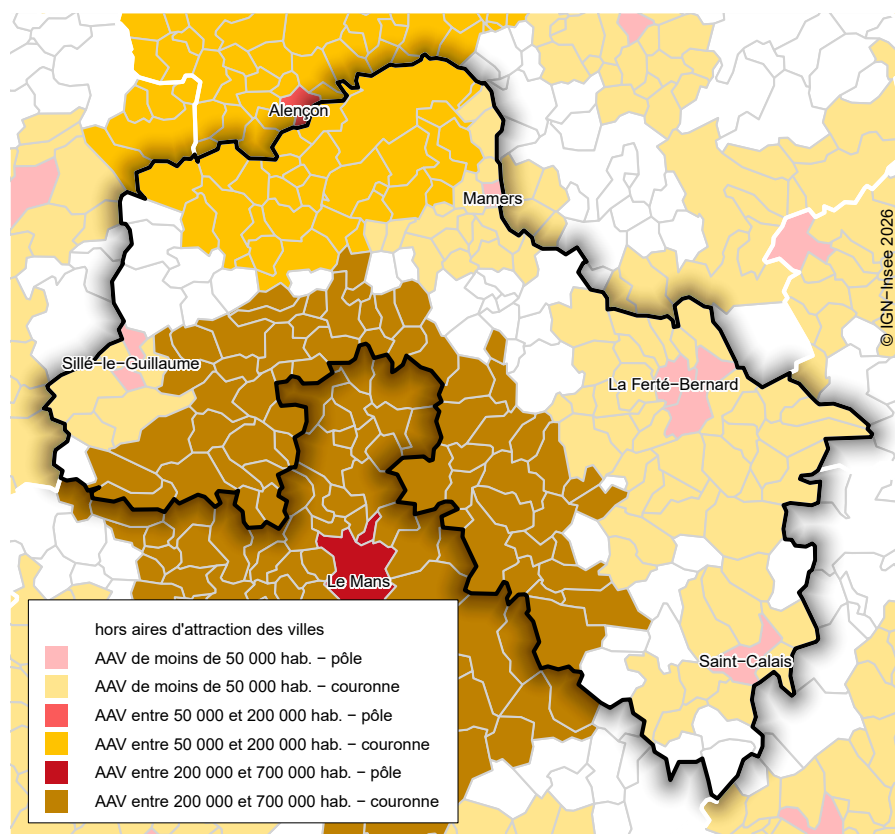 Alençon
Mamers
© IGN−Insee 2026
Sillé−le−Guillaume
La Ferté−Bernard
Le Mans
Saint−Calais
hors aires d'attraction des villes
AAV de moins de 50 000 hab. − pôle
AAV de moins de 50 000 hab. − couronne
AAV entre 50 000 et 200 000 hab. − pôle
AAV entre 50 000 et 200 000 hab. − couronne
AAV entre 200 000 et 700 000 hab. − pôle
AAV entre 200 000 et 700 000 hab. − couronne